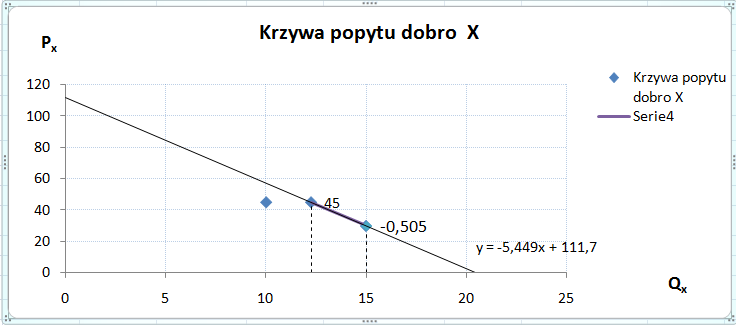 Krzywa popytu dobro X
Px
120
100
80
60
40
20
0
0
5
10
15
20
25
45
-0,505
y = -5,449x + 111,7
Qx
Krzywa popytu
dobro X
Serie4